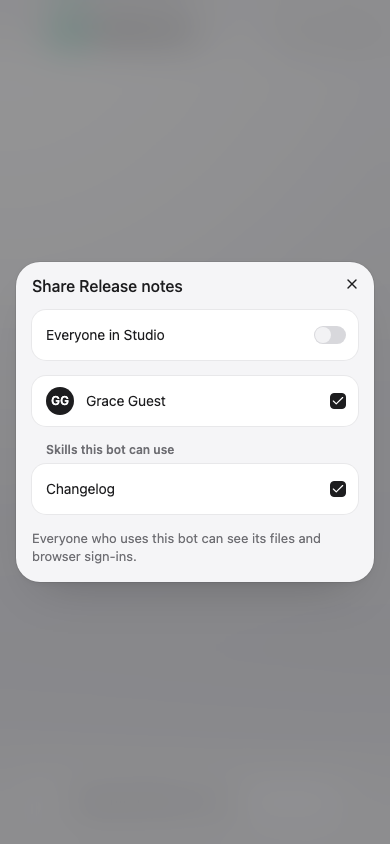 Share Release notes
Everyone in Studio
GG Grace Guest
Skills this bot can use
Changelog
Everyone who uses this bot can see its files and
browser sign-ins.